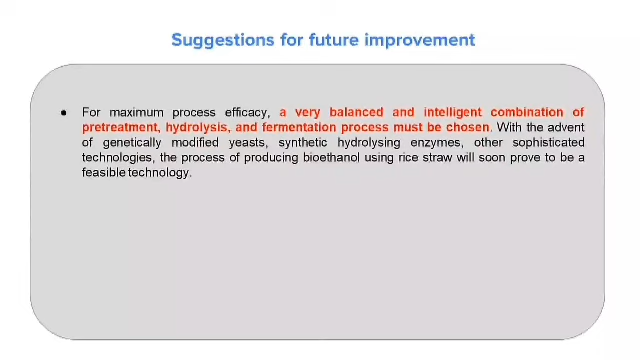 Suggestions for future improvement
● For maximum process efficacy, a very balanced and intelligent combination of
pretreatment, hydrolysis, and fermentation process must be chosen. With the advent
of genetically modified yeasts, synthetic hydrolysing enzymes, other sophisticated
technologies, the process of producing bioethanol using rice straw will soon prove to be a
feasible technology.